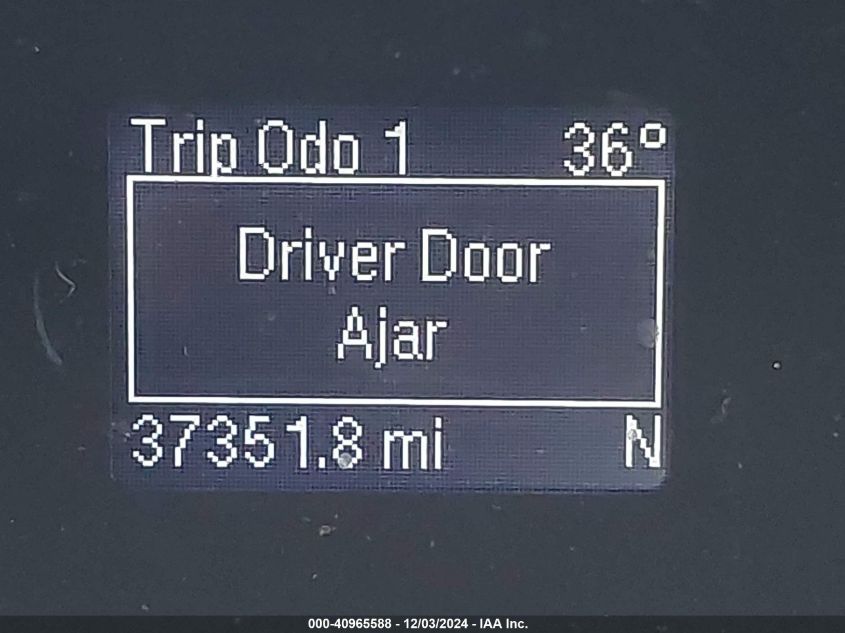 Trip Odo 1 36°
Driver Door
Ajar
37351.8 mi N
000-40965588 - 12/03/2024 - IAA Inc.